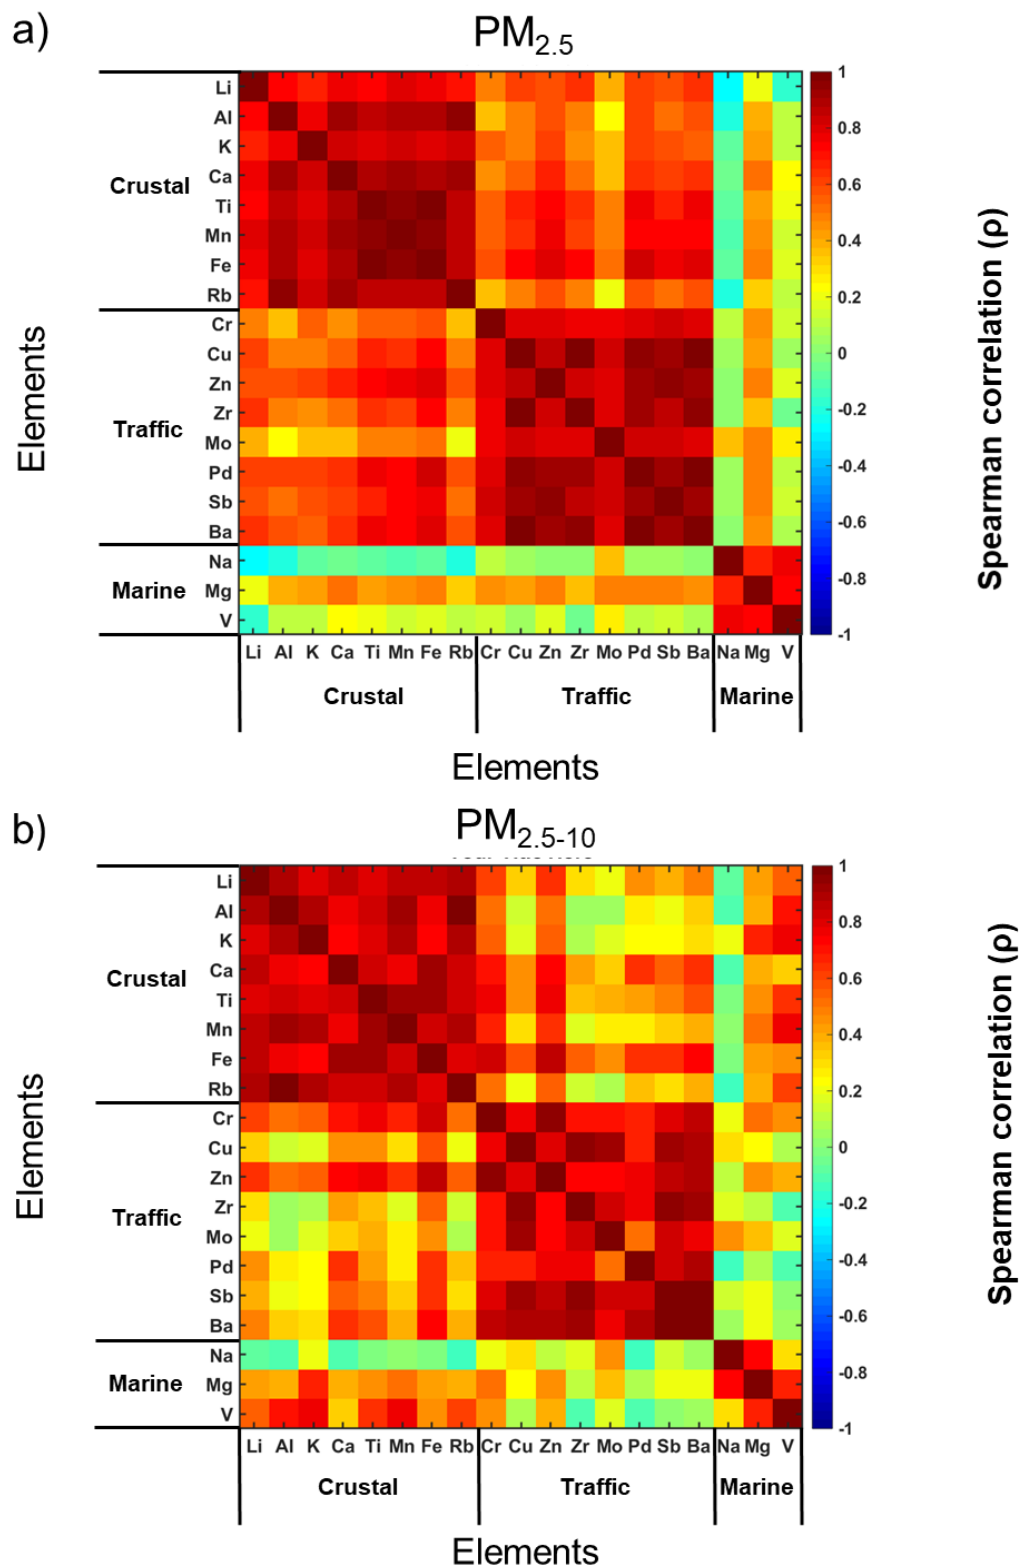 a)
PM2.5
Li
Al
K
Ca
Ti
Mn
Fe
Rb
Cr
Cu
Zn
Zr
Mo
Pd
Sb
Ba
Na
Mg
V
Crustal
Traffic
Marine
Elements
1
0.8
0.6
0.4
0.2
0
-0.2
-0.4
-0.6
-0.8
-1
Spearman correlation (ρ)
Li Al K Ca Ti Mn Fe Rb Cr Cu Zn Zr Mo Pd Sb Ba Na Mg V
Crustal Traffic Marine
Elements
b)
PM2.5-10
Li
Al
K
Ca
Ti
Mn
Fe
Rb
Cr
Cu
Zn
Zr
Mo
Pd
Sb
Ba
Na
Mg
V
Crustal
Traffic
Marine
Elements
1
0.8
0.6
0.4
0.2
0
-0.2
-0.4
-0.6
-0.8
-1
Spearman correlation (ρ)
Li Al K Ca Ti Mn Fe Rb Cr Cu Zn Zr Mo Pd Sb Ba Na Mg V
Crustal Traffic Marine
Elements